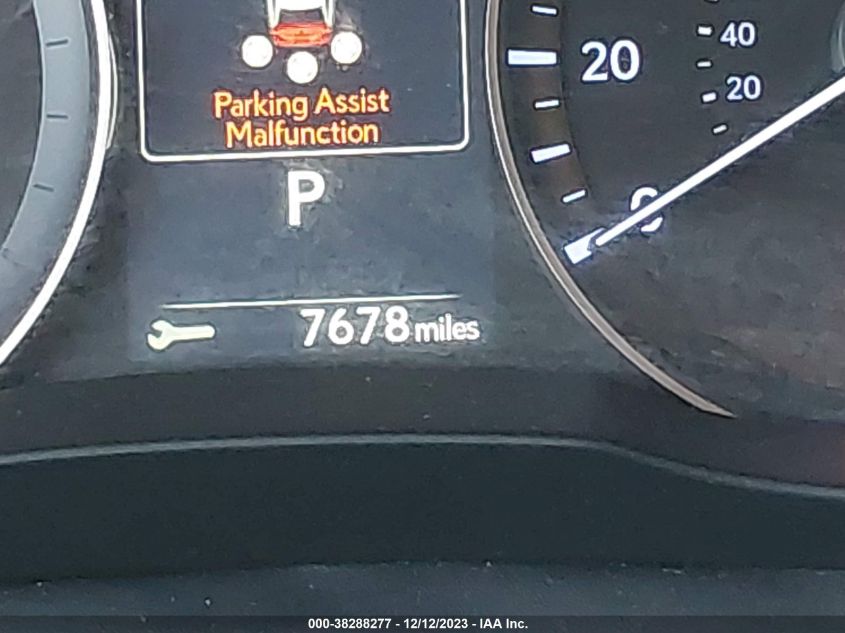 40
20
20
Parking Assist
Malfunction
P
0
7678 miles
000-38288277 - 12/12/2023 - IAA Inc.